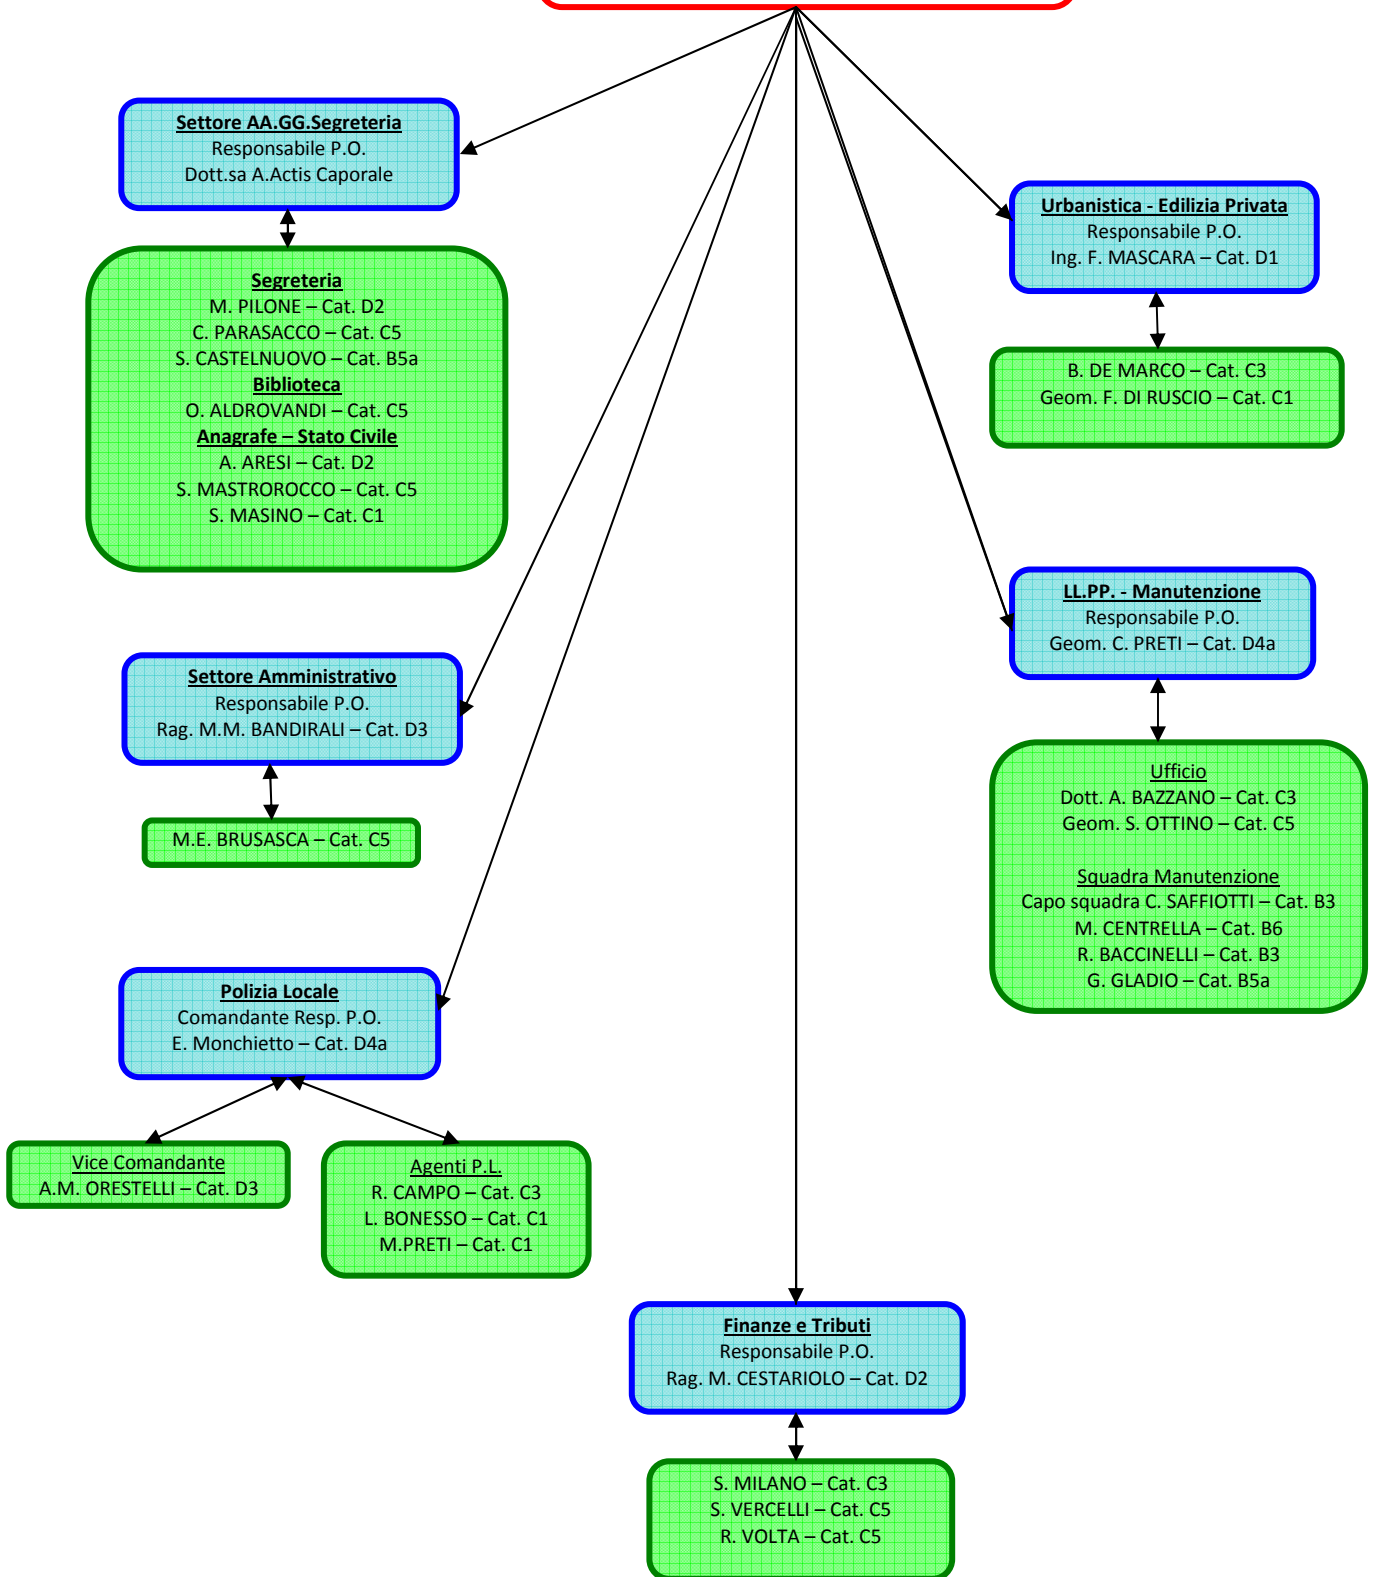 Settore AA.GG.Segreteria
Responsabile P.O.
Dott.sa A.Actis Caporale
Segreteria
M. PILONE – Cat. D2
C. PARASACCO – Cat. C5
S. CASTELNUOVO – Cat. B5a
Biblioteca
O. ALDROVANDI – Cat. C5
Anagrafe – Stato Civile
A. ARESI – Cat. D2
S. MASTROROCCO – Cat. C5
S. MASINO – Cat. C1
Urbanistica - Edilizia Privata
Responsabile P.O.
Ing. F. MASCARA – Cat. D1
B. DE MARCO – Cat. C3
Geom. F. DI RUSCIO – Cat. C1
Settore Amministrativo
Responsabile P.O.
Rag. M.M. BANDIRALI – Cat. D3
M.E. BRUSASCA – Cat. C5
LL.PP. - Manutenzione
Responsabile P.O.
Geom. C. PRETI – Cat. D4a
Ufficio
Dott. A. BAZZANO – Cat. C3
Geom. S. OTTINO – Cat. C5
Squadra Manutenzione
Capo squadra C. SAFFIOTTI – Cat. B3
M. CENTRELLA – Cat. B6
R. BACCINELLI – Cat. B3
G. GLADIO – Cat. B5a
Polizia Locale
Comandante Resp. P.O.
E. Monchietto – Cat. D4a
Vice Comandante
A.M. ORESTELLI – Cat. D3
Agenti P.L.
R. CAMPO – Cat. C3
L. BONESSO – Cat. C1
M.PRETI – Cat. C1
Finanze e Tributi
Responsabile P.O.
Rag. M. CESTARIOLO – Cat. D2
S. MILANO – Cat. C3
S. VERCELLI – Cat. C5
R. VOLTA – Cat. C5